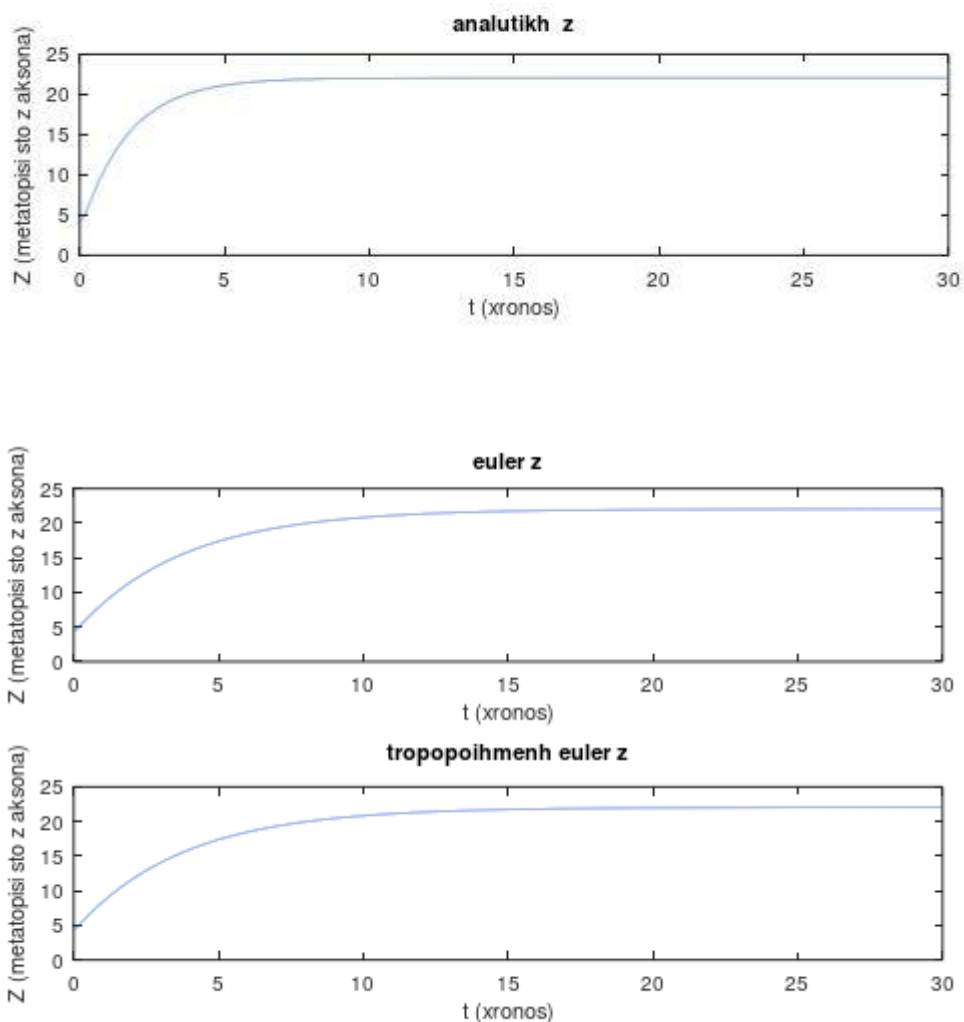 analutikh z
Z (metatopisi sto z aksona)
25
20
15
10
5
0
0 5 10 15 20 25 30
t (xronos)
euler z
Z (metatopisi sto z aksona)
25
20
15
10
5
0
0 5 10 15 20 25 30
t (xronos)
tropopoihmenh euler z
Z (metatopisi sto z aksona)
25
20
15
10
5
0
0 5 10 15 20 25 30
t (xronos)